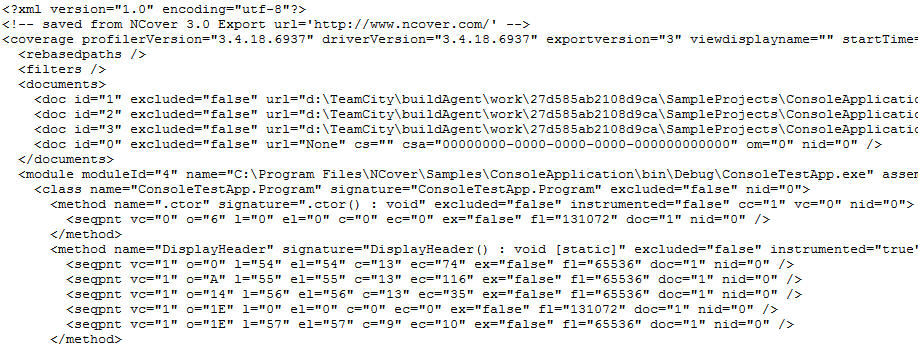 <?xml version="1.0" encoding="utf-8"?>
<!-- saved from NCover 3.0 Export url='http://www.ncover.com/' -->
<coverage profilerVersion="3.4.18.6937" driverVersion="3.4.18.6937" exportversion="3" viewdisplayname="" startTime=
<rebasedpaths />
<filters />
<documents>
<doc id="1" excluded="false" url="d:\TeamCity\buildAgent\work\27d585ab2108d9ca\SampleProjects\ConsoleApplicatio
<doc id="2" excluded="false" url="d:\TeamCity\buildAgent\work\27d585ab2108d9ca\SampleProjects\ConsoleApplicatio
<doc id="3" excluded="false" url="d:\TeamCity\buildAgent\work\27d585ab2108d9ca\SampleProjects\ConsoleApplicatio
<doc id="0" excluded="false" url="None" cs="" csa="00000000-0000-0000-0000-000000000000" om="0" nid="0" />
</documents>
<module moduleId="4" name="C:\Program Files\NCover\Samples\ConsoleApplication\bin\Debug\ConsoleTestApp.exe" assem
<class name="ConsoleTestApp.Program" signature="ConsoleTestApp.Program" excluded="false" nid="0">
<method name=".ctor" signature=".ctor() : void" excluded="false" instrumented="false" cc="1" vc="0" nid="0">
<seqpnt vc="0" o="6" l="0" el="0" c="0" ec="0" ex="false" fl="131072" doc="1" nid="0" />
</method>
<method name="DisplayHeader" signature="DisplayHeader() : void [static]" excluded="false" instrumented="true"
<seqpnt vc="1" o="0" l="54" el="54" c="13" ec="74" ex="false" fl="65536" doc="1" nid="0" />
<seqpnt vc="1" o="A" l="55" el="55" c="13" ec="116" ex="false" fl="65536" doc="1" nid="0" />
<seqpnt vc="1" o="14" l="56" el="56" c="13" ec="35" ex="false" fl="65536" doc="1" nid="0" />
<seqpnt vc="1" o="1E" l="0" el="0" c="0" ec="0" ex="false" fl="131072" doc="1" nid="0" />
<seqpnt vc="1" o="1E" l="57" el="57" c="9" ec="10" ex="false" fl="65536" doc="1" nid="0" />
</method>